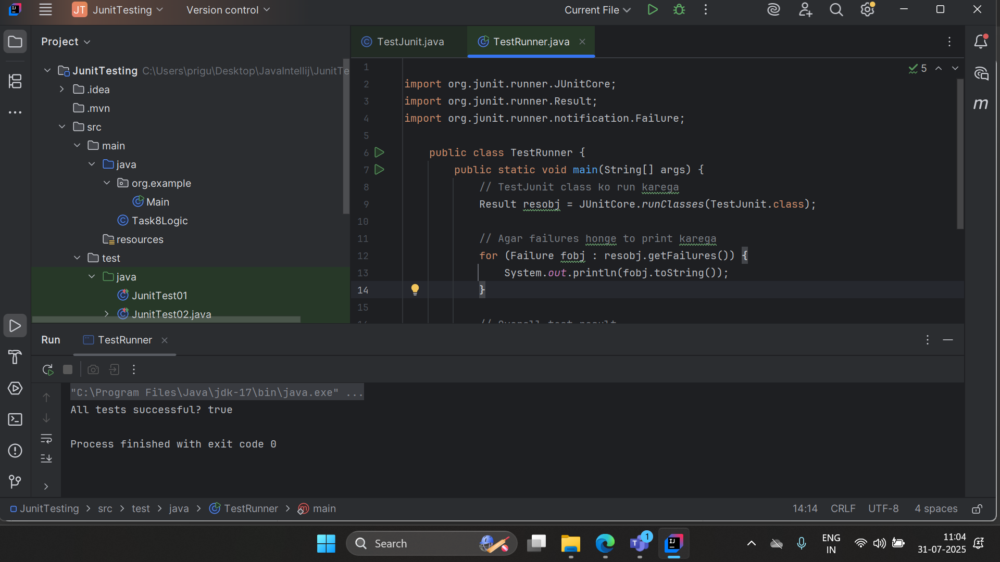 JT JunitTesting Version control Current File
Project
TestJunit.java TestRunner.java
JunitTesting C:\Users\prigu\Desktop\JavaIntellij\JunitTe
.idea
.mvn
src
main
java
org.example
Main
Task8Logic
resources
test
java
JunitTest01
JunitTest02.java
5
1
2 import org.junit.runner.JUnitCore;
3 import org.junit.runner.Result;
4 import org.junit.runner.notification.Failure;
5
6 public class TestRunner {
7 public static void main(String[] args) {
8 // TestJunit class ko run karega
9 Result resobj = JUnitCore.runClasses(TestJunit.class);
10
11 // Agar failures honge to print karega
12 for (Failure fobj : resobj.getFailures()) {
13 System.out.println(fobj.toString());
14 }
15
16 // Overall test result
Run TestRunner
"C:\Program Files\Java\jdk-17\bin\java.exe" ...
All tests successful? true
Process finished with exit code 0
JunitTesting > src > test > java > TestRunner > main
14:14 CRLF UTF-8 4 spaces
Search
1
ENG
IN
11:04
31-07-2025